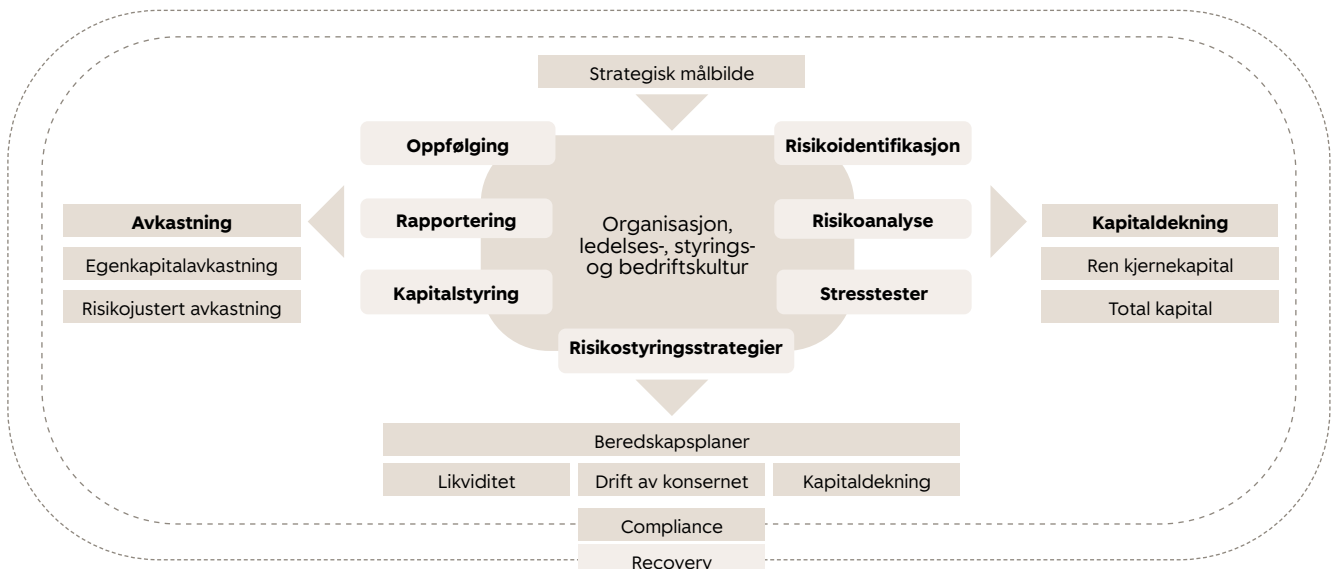 Strategisk målbilde
Oppfølging
Risikoidentifikasjon
Avkastning
Rapportering
Organisasjon,
ledelses-, styrings-
og bedriftskultur
Risikoanalyse
Kapitaldekning
Egenkapitalavkastning
Ren kjernekapital
Kapitalstyring
Stresstester
Risikojustert avkastning
Total kapital
Risikostyringsstrategier
Beredskapsplaner
Likviditet
Drift av konsernet
Kapitaldekning
Compliance
Recovery